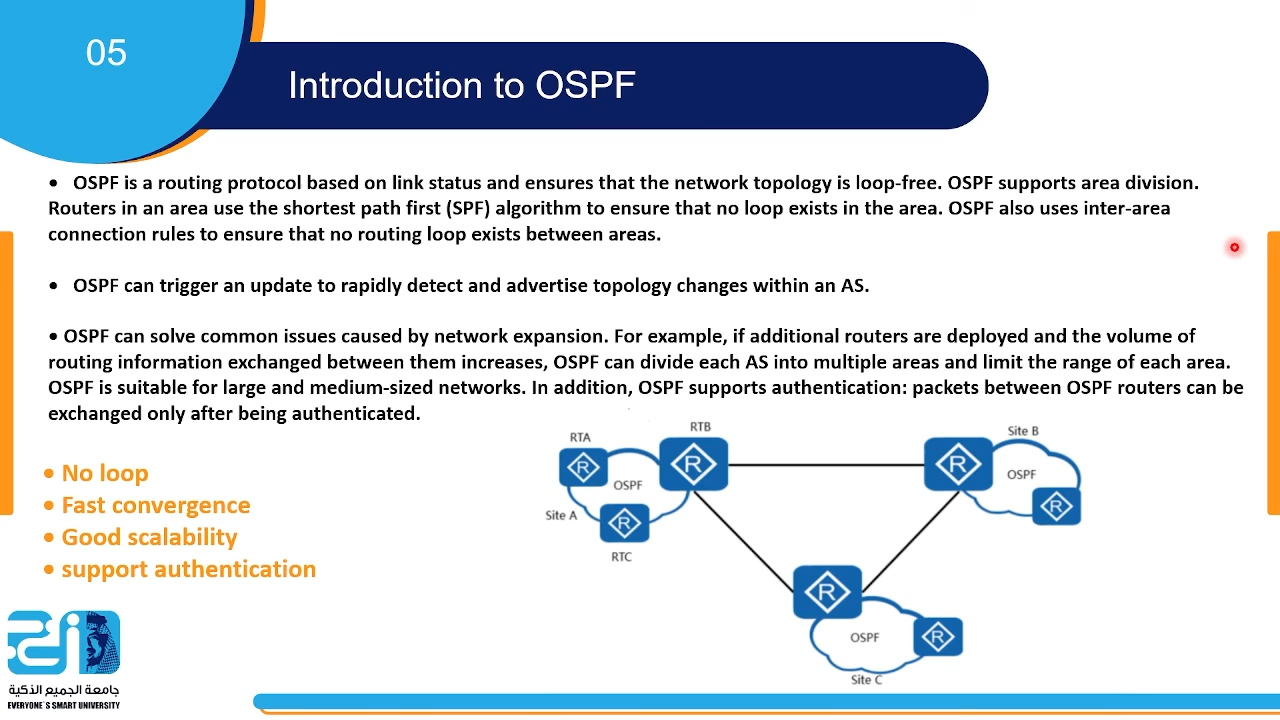 05
Introduction to OSPF
• OSPF is a routing protocol based on link status and ensures that the network topology is loop-free. OSPF supports area division.
Routers in an area use the shortest path first (SPF) algorithm to ensure that no loop exists in the area. OSPF also uses inter-area
connection rules to ensure that no routing loop exists between areas.
• OSPF can trigger an update to rapidly detect and advertise topology changes within an AS.
• OSPF can solve common issues caused by network expansion. For example, if additional routers are deployed and the volume of
routing information exchanged between them increases, OSPF can divide each AS into multiple areas and limit the range of each area.
OSPF is suitable for large and medium-sized networks. In addition, OSPF supports authentication: packets between OSPF routers can be
exchanged only after being authenticated.
• No loop
• Fast convergence
• Good scalability
• support authentication
RTA
RTB
R
R
OSPF
Site A
R
RTC
Site B
R
OSPF
R
R
OSPF
R
Site C
جامعة الجميع الذكية
EVERYONE`S SMART UNIVERSITY